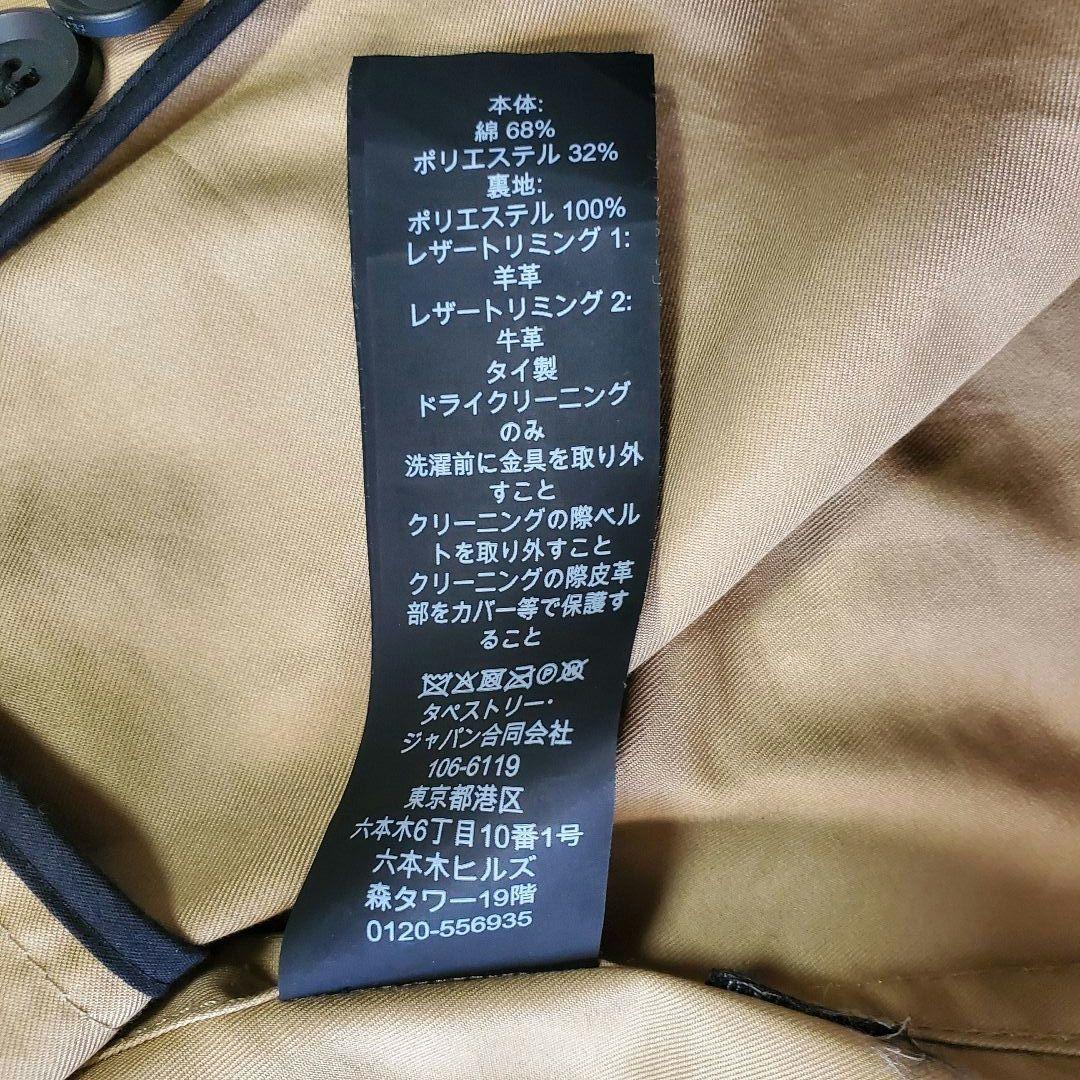 本体:
綿 68%
ポリエステル 32%
裏地:
ポリエステル 100%
レザートリミング 1:
羊革
レザートリミング 2:
牛革
タイ製
ドライクリーニング
のみ
洗濯前に金具を取り外
すこと
クリーニングの際ベル
トを取り外すこと
クリーニングの際皮革
部をカバー等で保護す
ること
タペストリー・
ジャパン合同会社
106-6119
東京都港区
六本木6丁目10番1号
六本木ヒルズ
森タワー19階
0120-556935